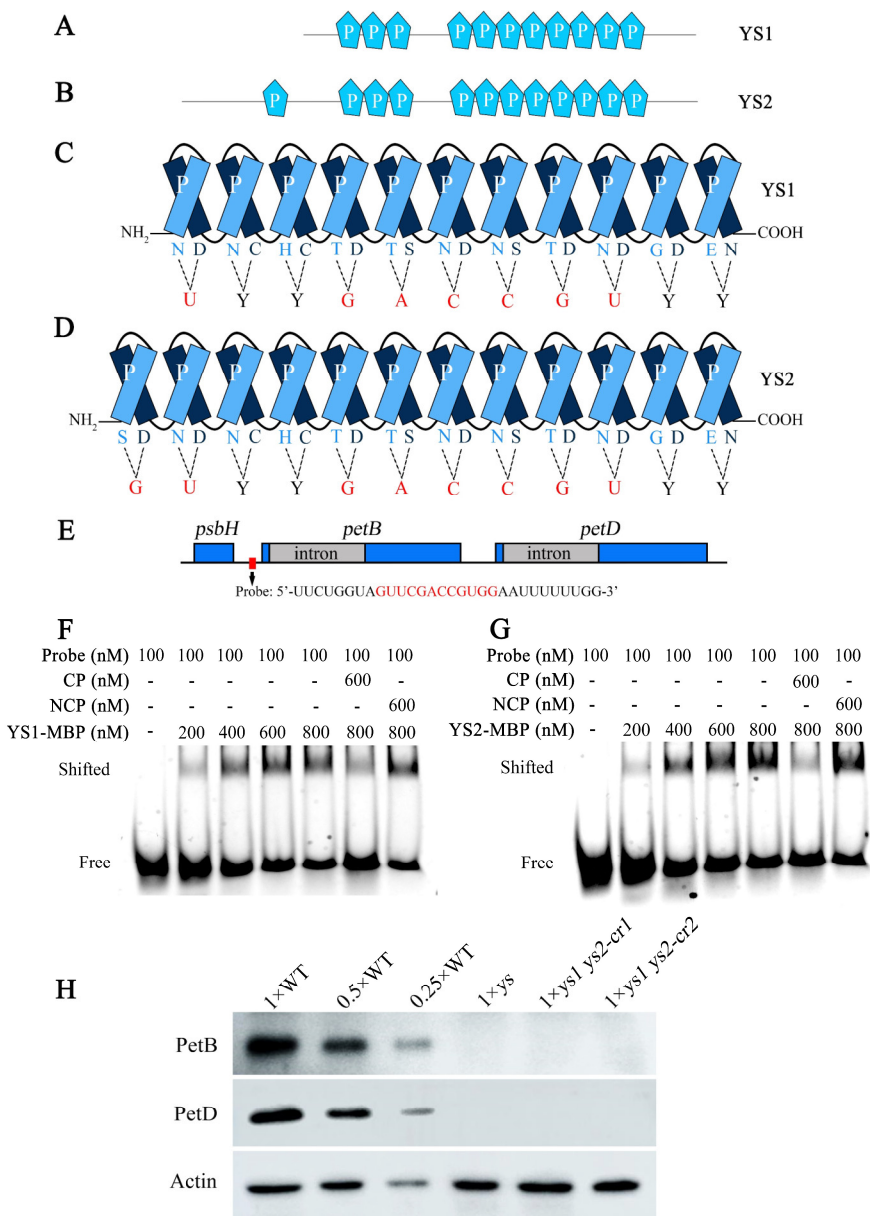 A
P P P P P P P P P P P
YS1
B
P P P P P P P P P P P P
YS2
C
P P P P P P P P P P P
YS1
NH2
COOH
N D N C H C T D T S N D N S T D N D G D E N
U Y Y G A C C G U Y Y
D
P P P P P P P P P P P P
YS2
NH2
COOH
S D N D N C H C T D T S N D N S T D N D G D E N
G U Y Y G A C C G U Y Y
E
psbH petB petD
intron intron
Probe: 5’-UUCUGGUAGUUCGACCGUGGAAUUUUUUGG-3’
F
Probe (nM) 100 100 100 100 100 100 100
CP (nM) - - - - - 600 -
NCP (nM) - - - - - - 600
YS1-MBP (nM) - 200 400 600 800 800 800
Shifted
Free
G
Probe (nM) 100 100 100 100 100 100 100
CP (nM) - - - - - 600 -
NCP (nM) - - - - - - 600
YS2-MBP (nM) - 200 400 600 800 800 800
Shifted
Free
H
1×WT 0.5×WT 0.25×WT 1×ys 1×ys1 ys2-cr1 1×ys1 ys2-cr2
PetB
PetD
Actin